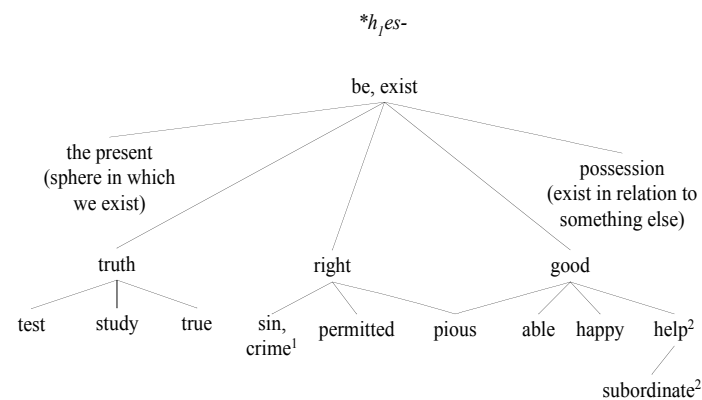 *h₁es-
be, exist
the present
(sphere in which
we exist)
possession
(exist in relation to
something else)
truth
right
good
test
study
true
sin,
crime¹
permitted
pious
able
happy
help²
subordinate²